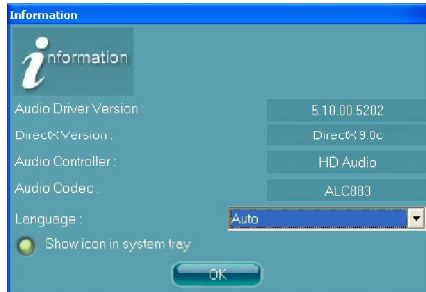 Information
information
Audio Driver Version : 5.10.00.5202
DirectX Version : DirectX 9.0c
Audio Controller : HD Audio
Audio Codec : ALC883
Language : Auto
Show icon in system tray
OK